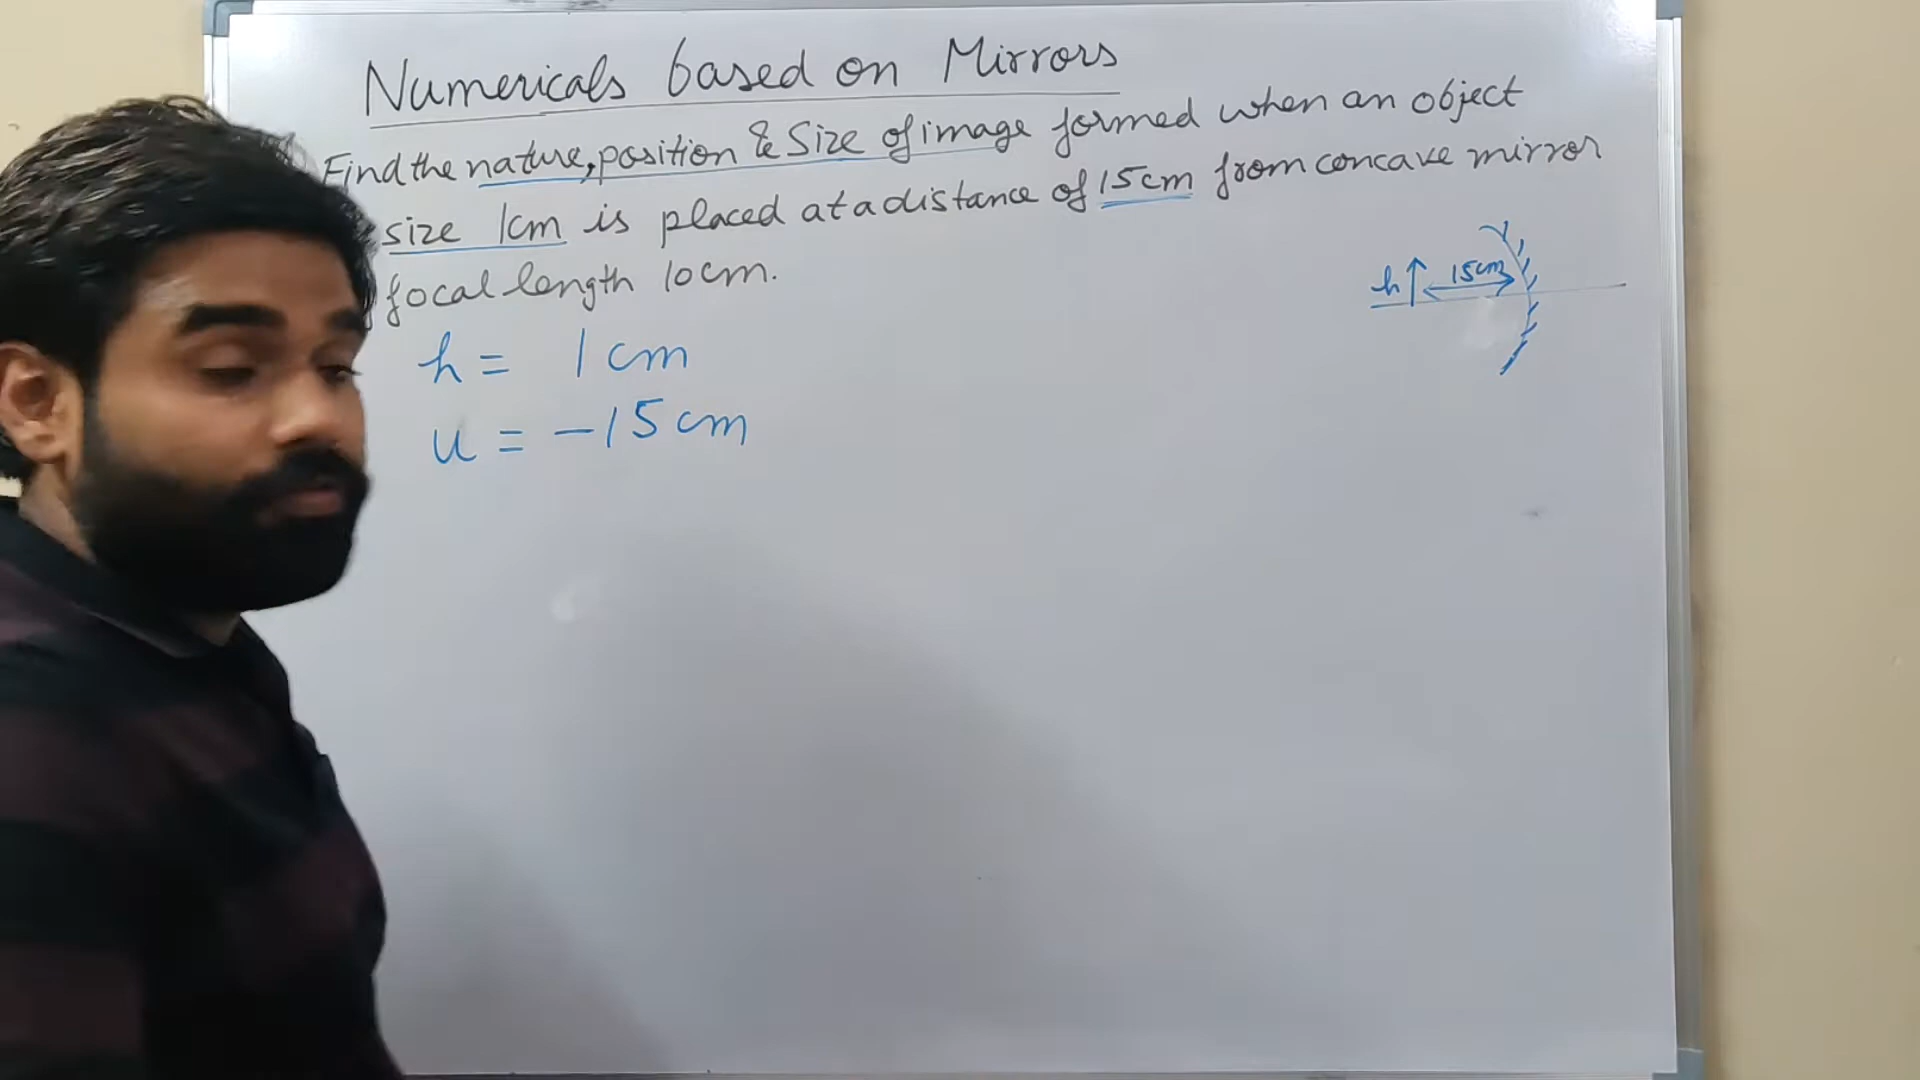 Numericals based on Mirrors
Find the nature, position & Size of image formed when an object
size 1cm is placed at a distance of 15cm from concave mirror
focal length 10cm.
h 15cm
h = 1 cm
u = -15 cm